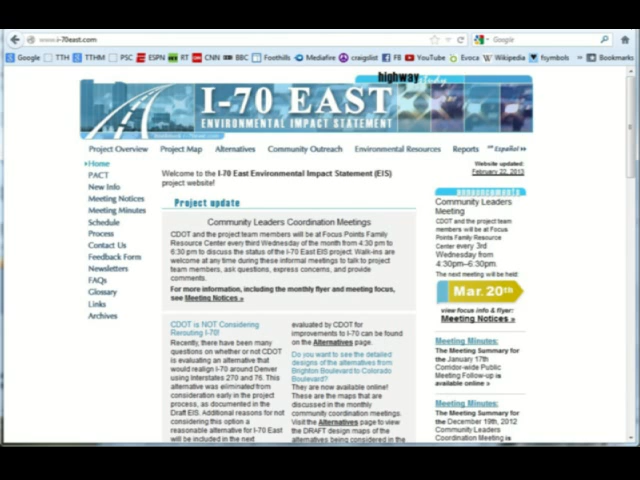 www.i-70east.com
Google
Google TTH TTHM PSC ESPN RT CNN BBC Foothills Mediafire craigslist FB YouTube Evoca Wikipedia fsymbols Bookmarks
highway study
I-70 EAST
ENVIRONMENTAL IMPACT STATEMENT
Project Overview Project Map Alternatives Community Outreach Environmental Resources Reports Español »
Home
PACT
New Info
Meeting Notices
Meeting Minutes
Schedule
Process
Contact Us
Feedback Form
Newsletters
FAQs
Glossary
Links
Archives
Welcome to the I-70 East Environmental Impact Statement (EIS)
project website!
Project update
Community Leaders Coordination Meetings
CDOT and the project team members will be at Focus Points Family
Resource Center every third Wednesday of the month from 4:30 pm to
6:30 pm to discuss the status of the I-70 East EIS project. Walk-ins are
welcome at any time during these informal meetings to talk to project
team members, ask questions, express concerns, and provide
comments.
For more information, including the monthly flyer and meeting focus,
see Meeting Notices »
CDOT is NOT Considering
Rerouting I-70!
Recently, there have been many
questions on whether or not CDOT
is evaluating an alternative that
would realign I-70 around Denver
using Interstates 270 and 76. This
alternative was eliminated from
consideration early in the project
process, as documented in the
Draft EIS. Additional reasons for
not considering this option a
reasonable alternative for I-70 East
will be included in the next
evaluated by CDOT for
improvements to I-70 can be found
on the Alternatives page.
Do you want to see the detailed
designs of the alternatives from
Brighton Boulevard to Colorado
Boulevard?
They are now available online!
These are the maps that are
discussed in the monthly
community coordination meetings.
Visit the Alternatives page to
view the DRAFT design maps of the
alternatives being considered in the
Website updated:
February 22, 2013
announcements
Community Leaders
Meeting
CDOT and the project team
members will be at Focus
Points Family
Resource Center
every 3rd
Wednesday from
4:30pm–6:30pm.
The next meeting will be held:
Mar. 20th
view focus info & flyer:
Meeting Notices »
Meeting Minutes:
The Meeting Summary for
the January 17th
Corridor-wide Public
Meeting Follow-up is
available online »
Meeting Minutes:
The Meeting Summary for
the December 19th, 2012
Community Leaders
Coordination Meeting is